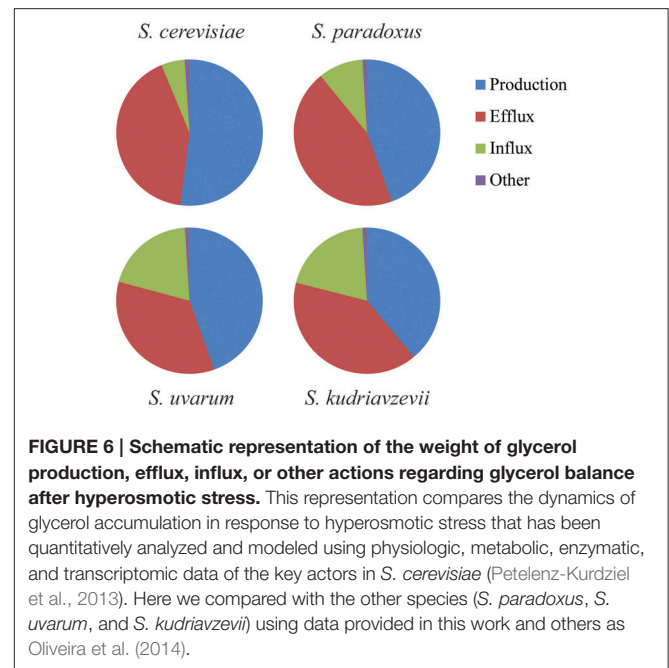 S. cerevisiae
S. paradoxus
Production
Efflux
Influx
Other
S. uvarum
S. kudriavzevii
FIGURE 6 | Schematic representation of the weight of glycerol
production, efflux, influx, or other actions regarding glycerol balance
after hyperosmotic stress. This representation compares the dynamics of
glycerol accumulation in response to hyperosmotic stress that has been
quantitatively analyzed and modeled using physiologic, metabolic, enzymatic,
and transcriptomic data of the key actors in S. cerevisiae (Petelenz-Kurdziel
et al., 2013). Here we compared with the other species (S. paradoxus, S.
uvarum, and S. kudriavzevii) using data provided in this work and others as
Oliveira et al. (2014).